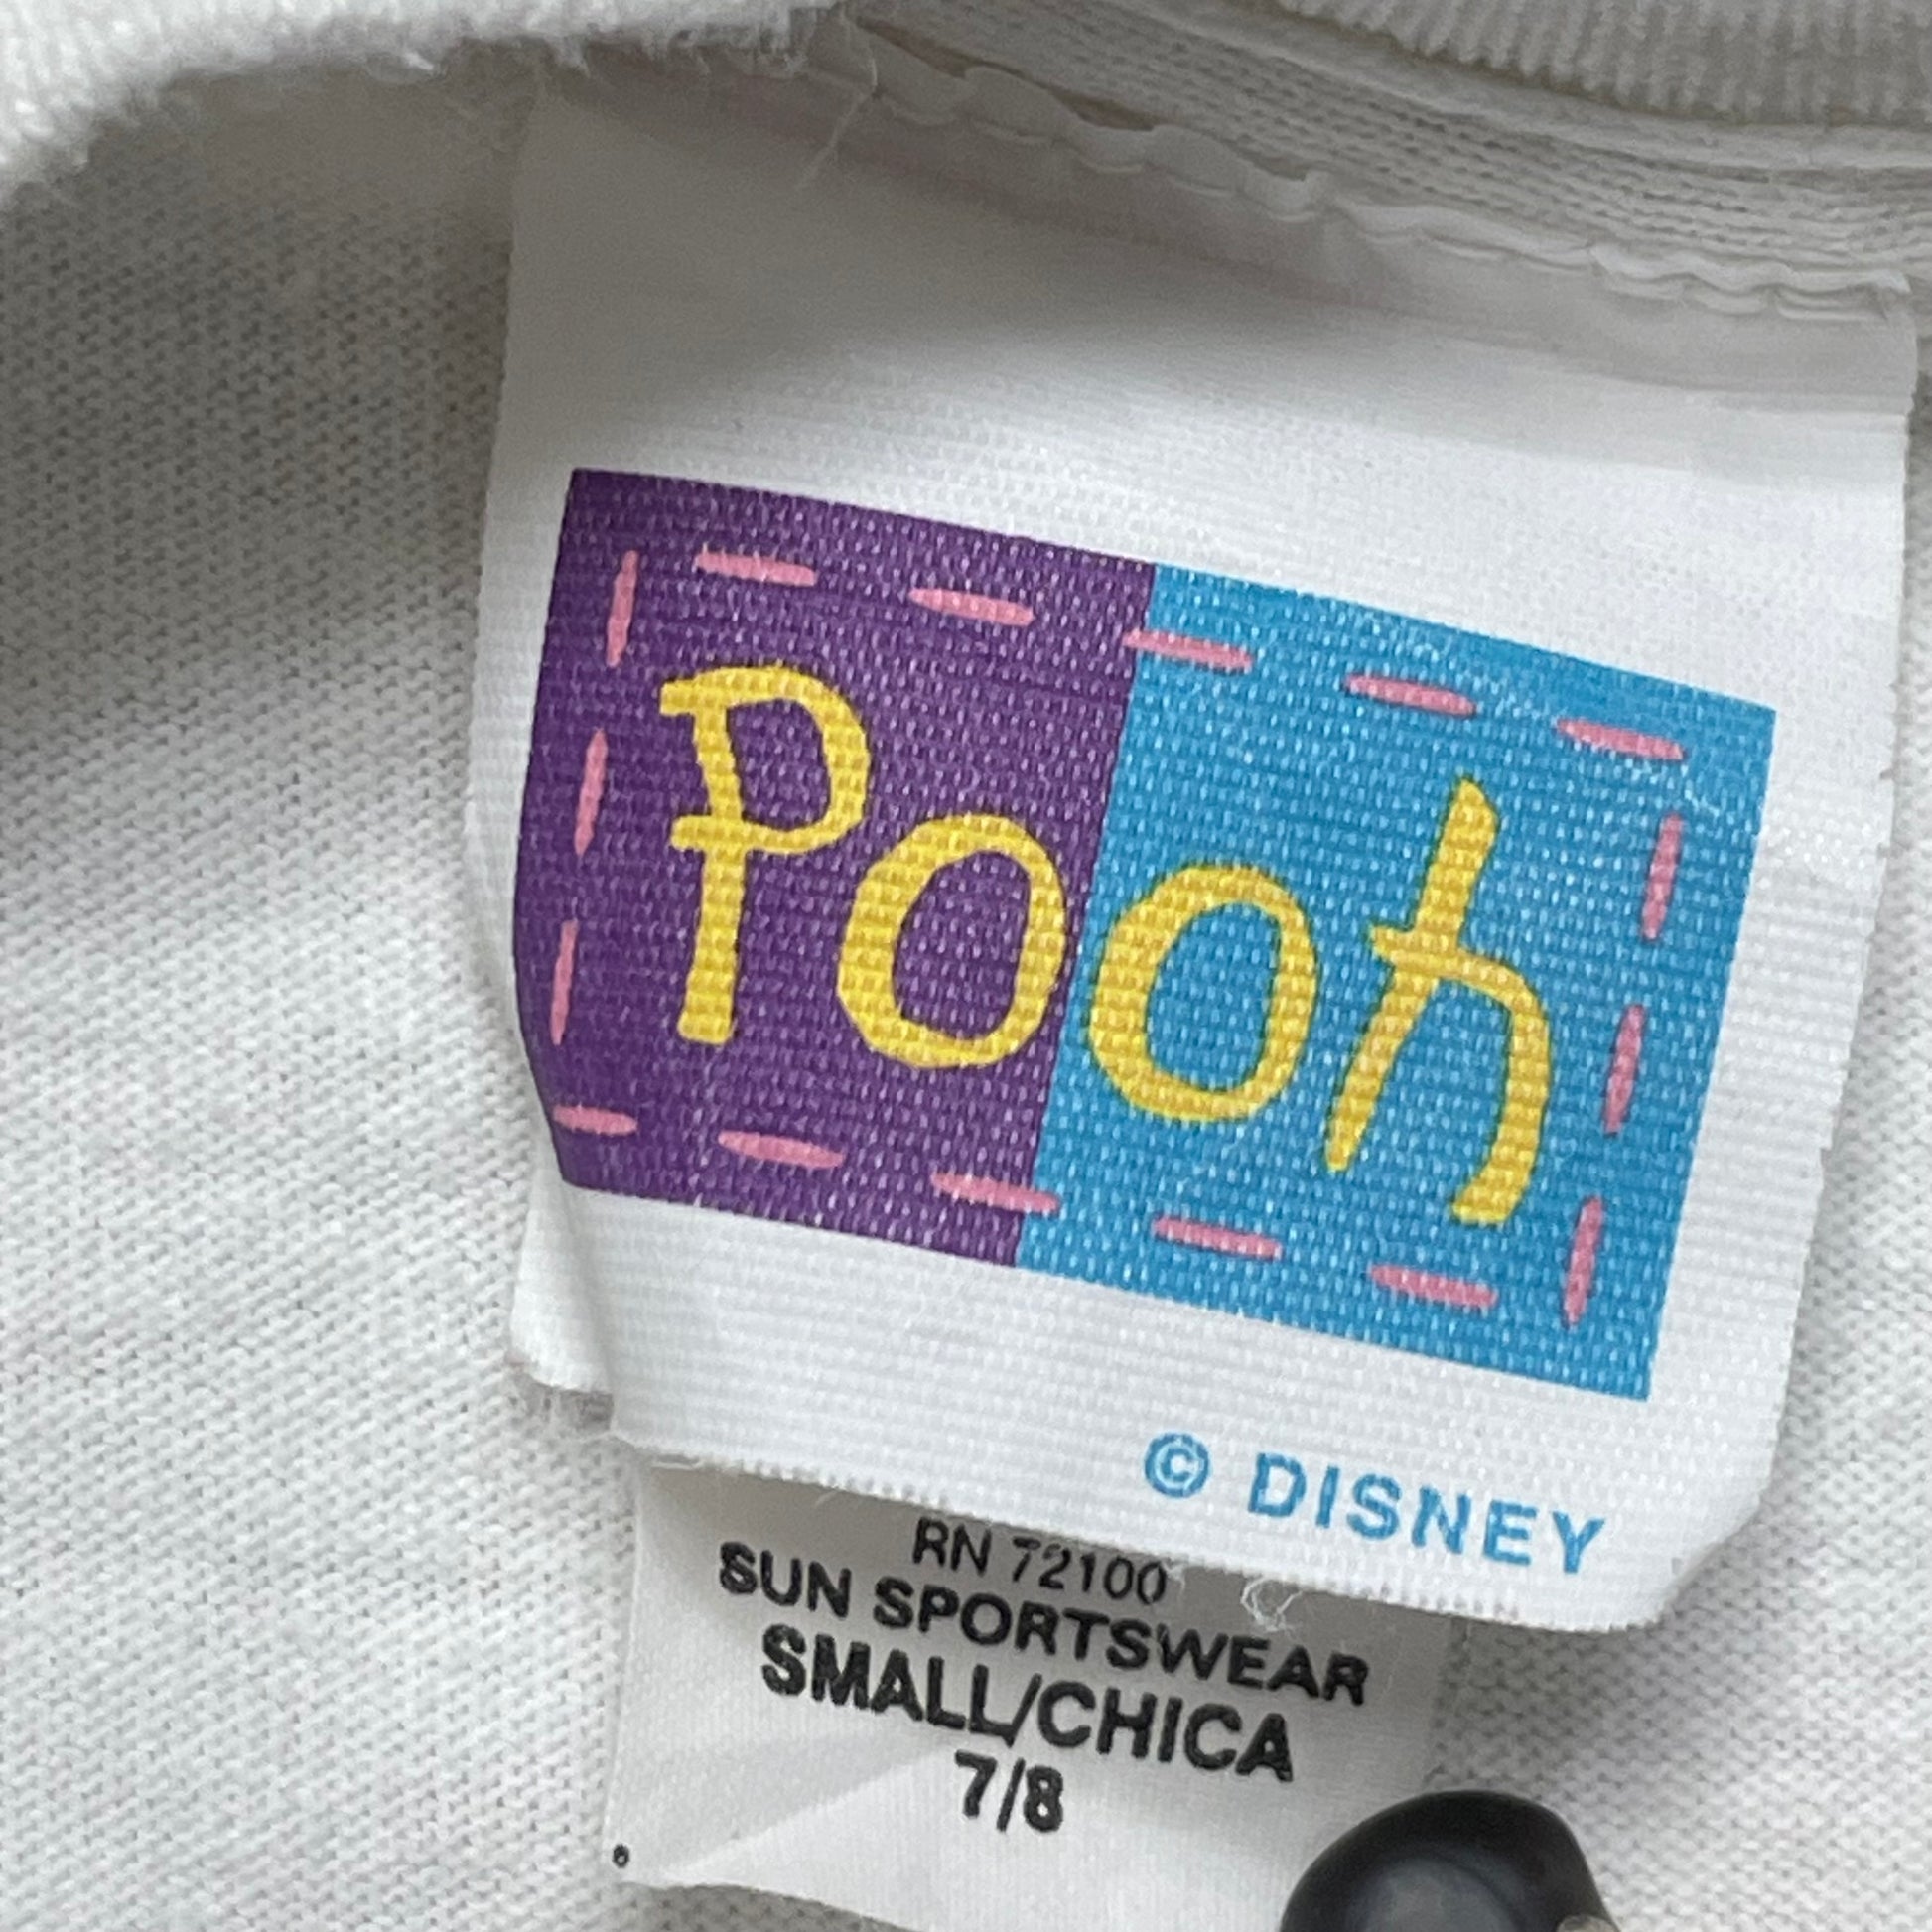 Pooh
© DISNEY
RN 72100
SUN SPORTSWEAR
SMALL/CHICA
7/8